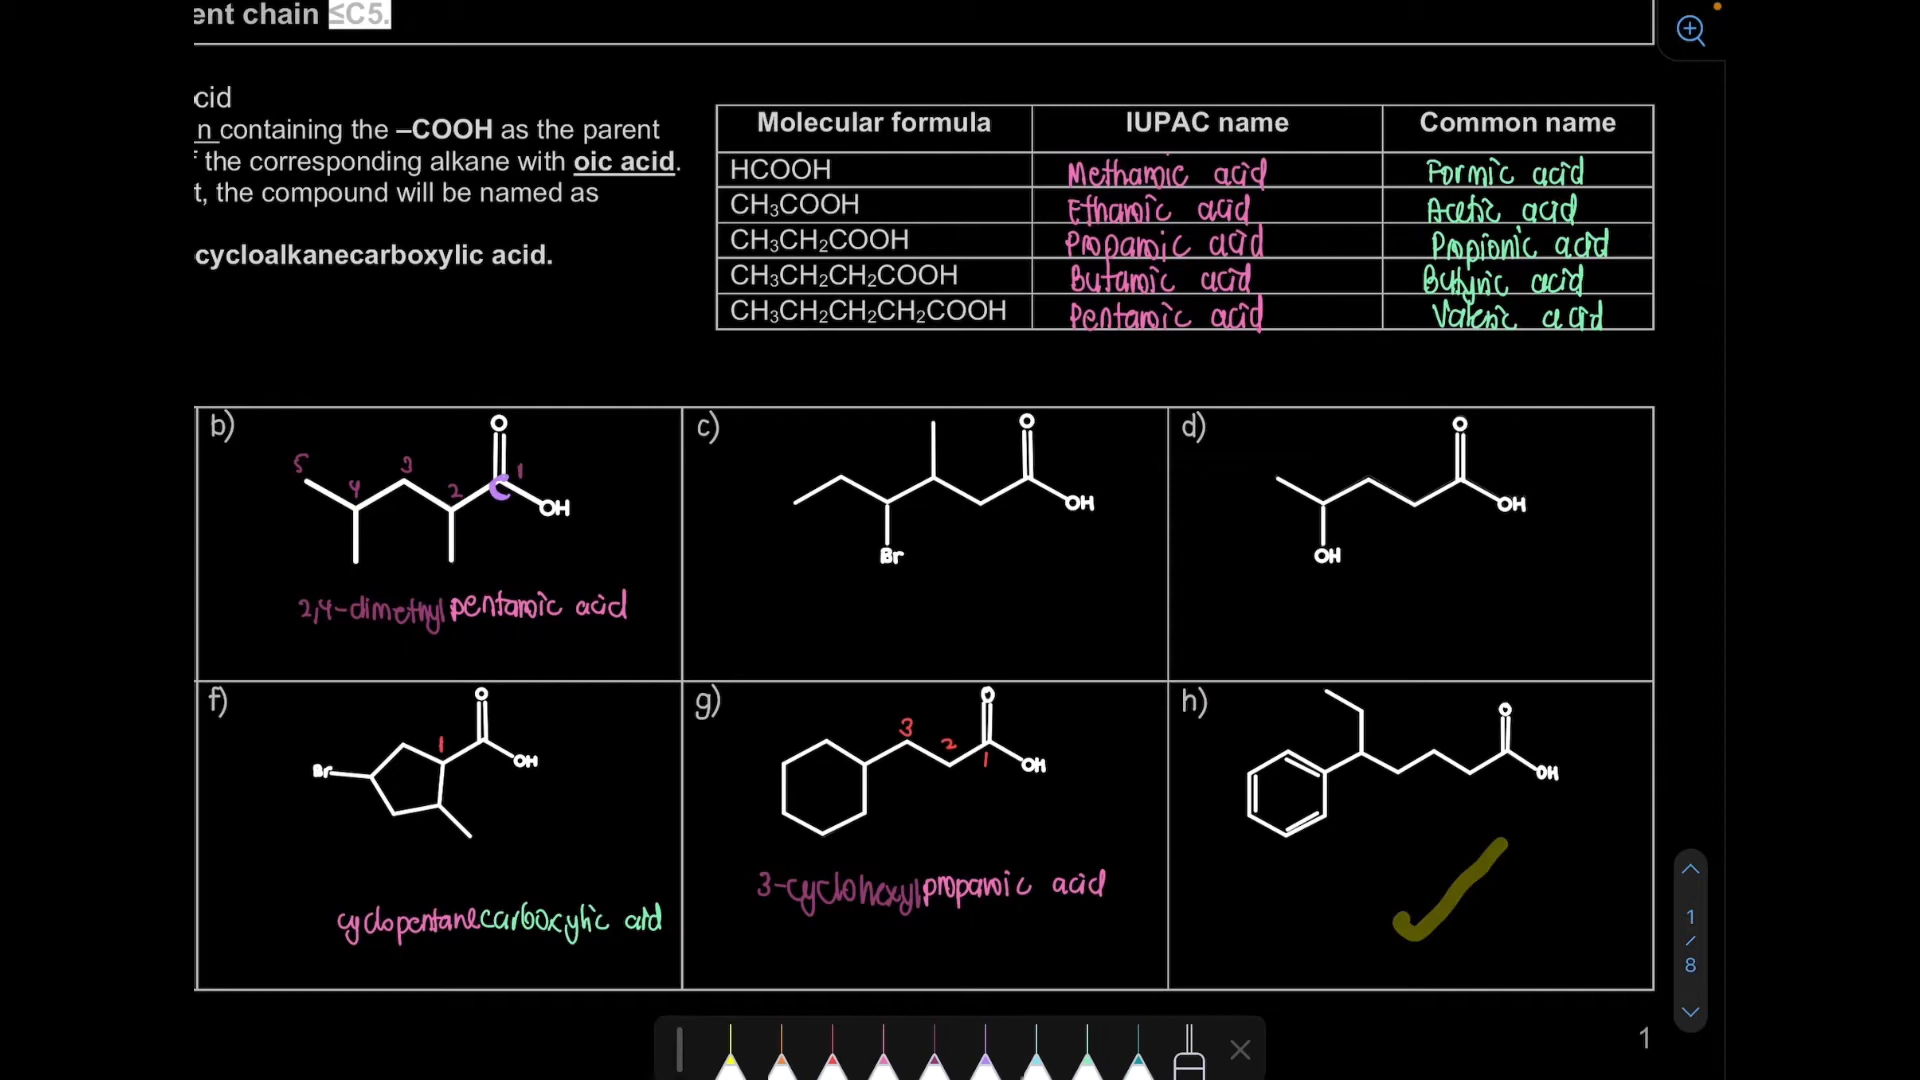 ent chain ≤C5.
cid
n containing the –COOH as the parent
f the corresponding alkane with oic acid.
t, the compound will be named as
cycloalkanecarboxylic acid.
Molecular formula IUPAC name Common name
HCOOH Methanoic acid Formic acid
CH₃COOH Ethanoic acid Acetic acid
CH₃CH₂COOH Propanoic acid Propionic acid
CH₃CH₂CH₂COOH Butanoic acid Butyric acid
CH₃CH₂CH₂CH₂COOH Pentanoic acid Valeric acid
b)
O
5 4 3 2 C 1
OH
2,4-dimethylpentanoic acid
c)
O
OH
Br
d)
O
OH
OH
f)
O
1
Br
OH
cyclopentanecarboxylic acid
g)
O
3 2 1
OH
3-cyclohexylpropanoic acid
h)
O
OH
1
/
8
1